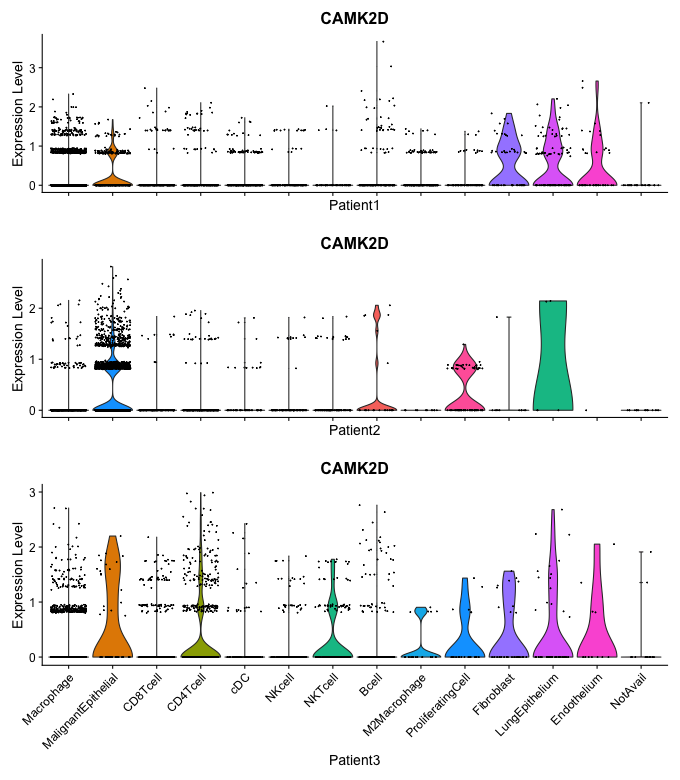 CAMK2D
Expression Level
3
2
1
0
Patient1
CAMK2D
Expression Level
2
1
0
Patient2
CAMK2D
Expression Level
3
2
1
0
Macrophage
MalignantEpithelial
CD8Tcell
CD4Tcell
cDC
NKcell
NKTcell
Bcell
M2Macrophage
ProliferatingCell
Fibroblast
LungEpithelium
Endothelium
NotAvail
Patient3